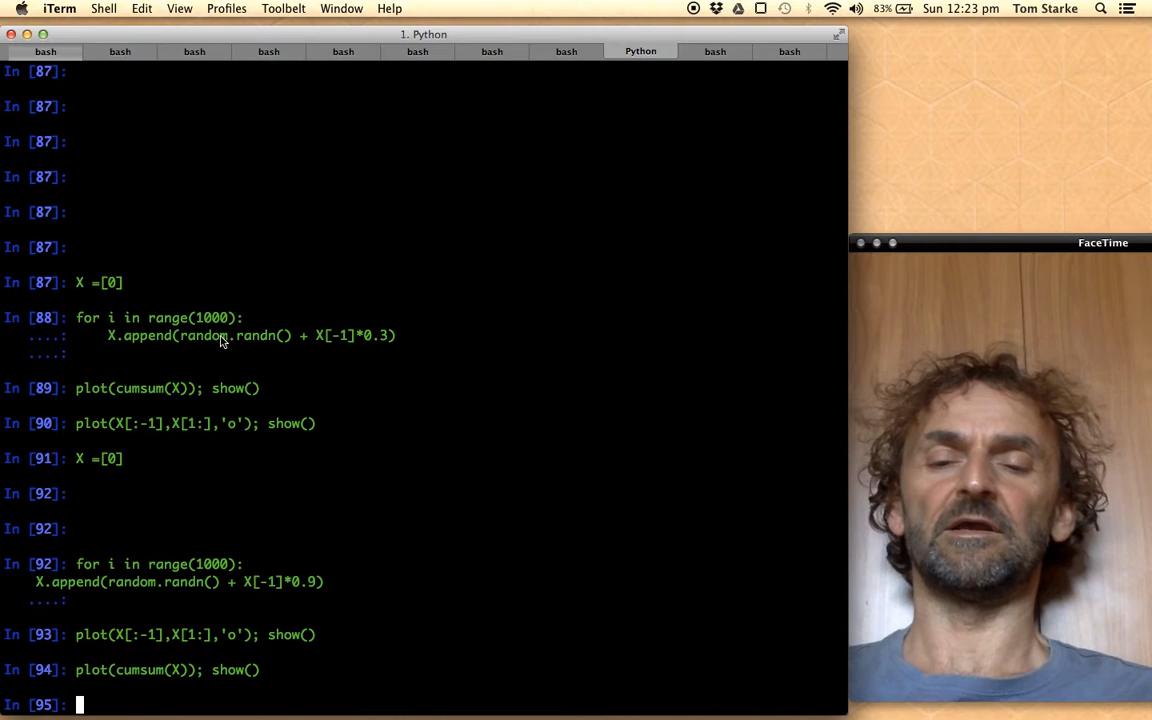 iTerm Shell Edit View Profiles Toolbelt Window Help 83% Sun 12:23 pm Tom Starke
1. Python
bash bash bash bash bash bash bash bash Python bash bash
In [87]:
In [87]:
In [87]:
In [87]:
In [87]:
In [87]:
In [87]: X =[0]
In [88]: for i in range(1000):
....: X.append(random.randn() + X[-1]*0.3)
....:
In [89]: plot(cumsum(X)); show()
In [90]: plot(X[:-1],X[1:],'o'); show()
In [91]: X =[0]
In [92]:
In [92]:
In [92]: for i in range(1000):
X.append(random.randn() + X[-1]*0.9)
....:
In [93]: plot(X[:-1],X[1:],'o'); show()
In [94]: plot(cumsum(X)); show()
In [95]:
FaceTime